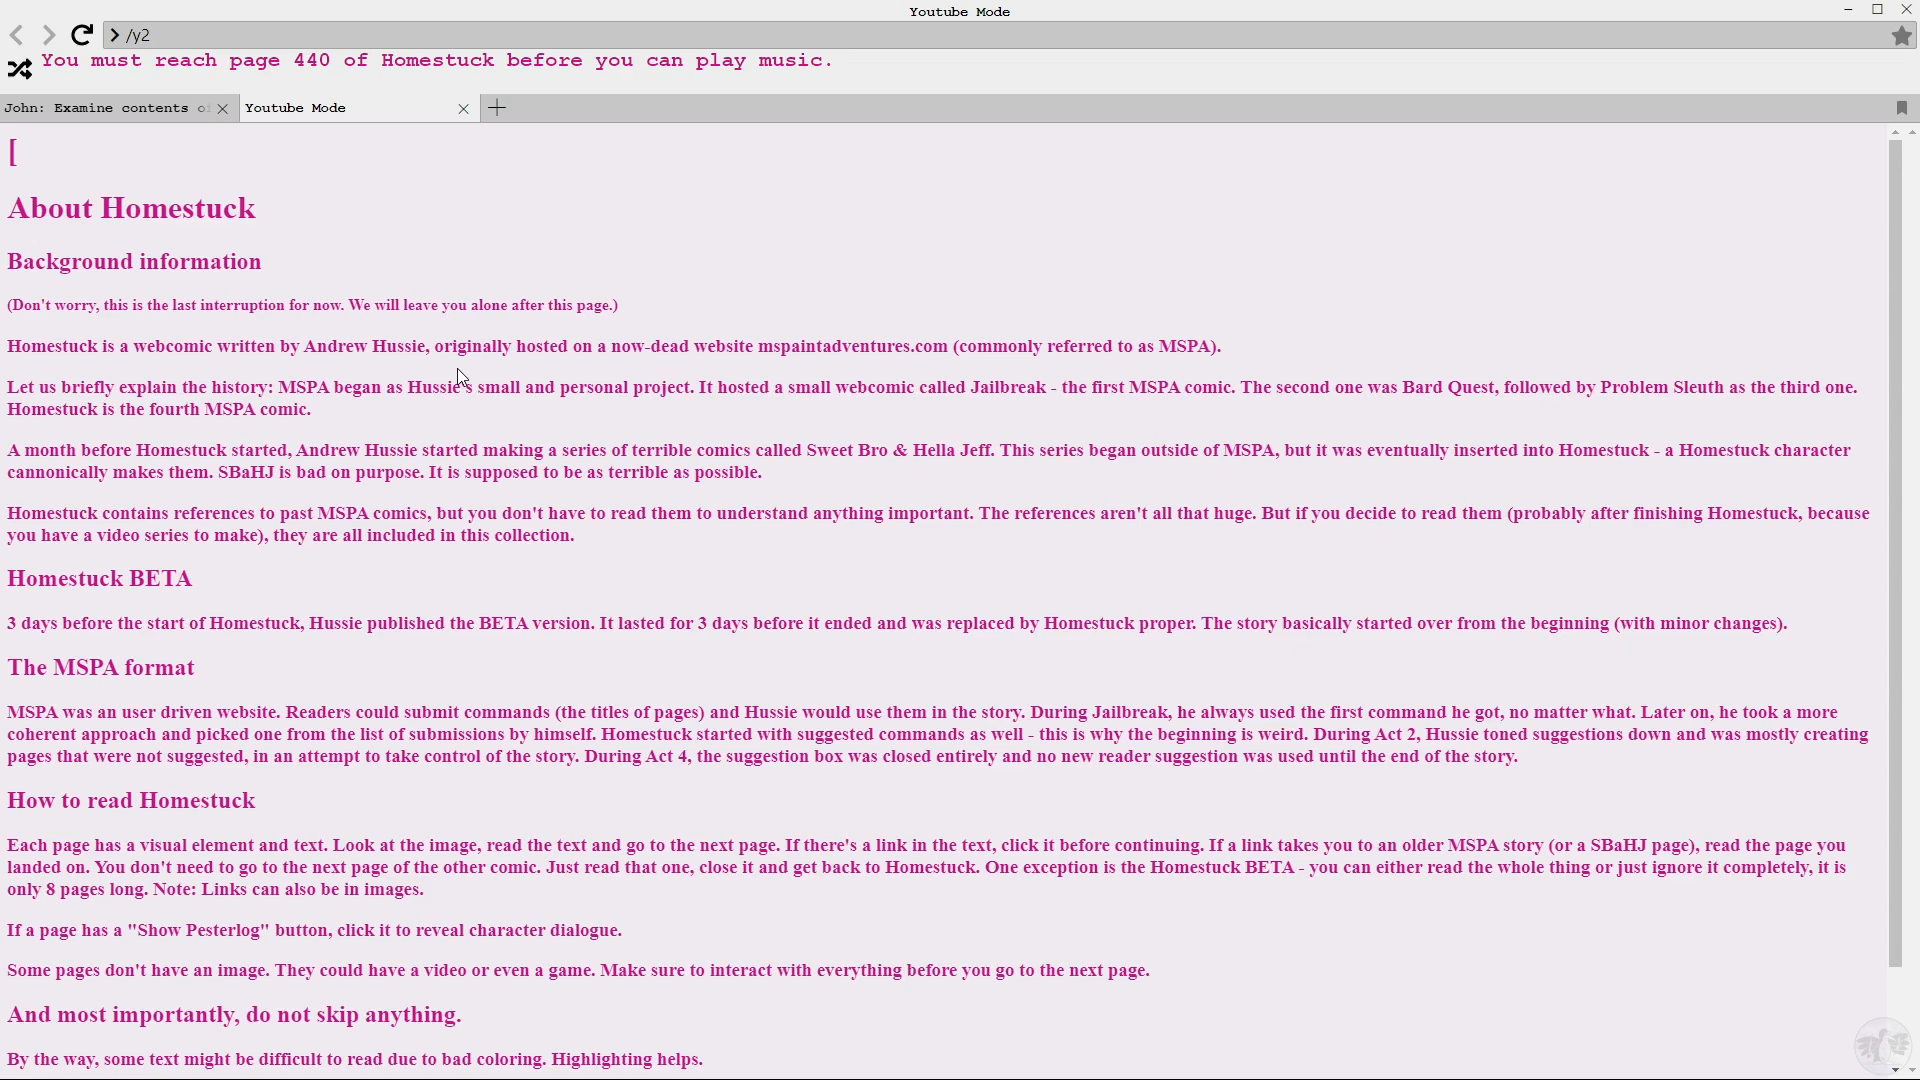 Youtube Mode
/y2
You must reach page 440 of Homestuck before you can play music.
John: Examine contents o
Youtube Mode
[
About Homestuck
Background information
(Don't worry, this is the last interruption for now. We will leave you alone after this page.)
Homestuck is a webcomic written by Andrew Hussie, originally hosted on a now-dead website mspaintadventures.com (commonly referred to as MSPA).
Let us briefly explain the history: MSPA began as Hussie's small and personal project. It hosted a small webcomic called Jailbreak - the first MSPA comic. The second one was Bard Quest, followed by Problem Sleuth as the third one.
Homestuck is the fourth MSPA comic.
A month before Homestuck started, Andrew Hussie started making a series of terrible comics called Sweet Bro & Hella Jeff. This series began outside of MSPA, but it was eventually inserted into Homestuck - a Homestuck character
cannonically makes them. SBaHJ is bad on purpose. It is supposed to be as terrible as possible.
Homestuck contains references to past MSPA comics, but you don't have to read them to understand anything important. The references aren't all that huge. But if you decide to read them (probably after finishing Homestuck, because
you have a video series to make), they are all included in this collection.
Homestuck BETA
3 days before the start of Homestuck, Hussie published the BETA version. It lasted for 3 days before it ended and was replaced by Homestuck proper. The story basically started over from the beginning (with minor changes).
The MSPA format
MSPA was an user driven website. Readers could submit commands (the titles of pages) and Hussie would use them in the story. During Jailbreak, he always used the first command he got, no matter what. Later on, he took a more
coherent approach and picked one from the list of submissions by himself. Homestuck started with suggested commands as well - this is why the beginning is weird. During Act 2, Hussie toned suggestions down and was mostly creating
pages that were not suggested, in an attempt to take control of the story. During Act 4, the suggestion box was closed entirely and no new reader suggestion was used until the end of the story.
How to read Homestuck
Each page has a visual element and text. Look at the image, read the text and go to the next page. If there's a link in the text, click it before continuing. If a link takes you to an older MSPA story (or a SBaHJ page), read the page you
landed on. You don't need to go to the next page of the other comic. Just read that one, close it and get back to Homestuck. One exception is the Homestuck BETA - you can either read the whole thing or just ignore it completely, it is
only 8 pages long. Note: Links can also be in images.
If a page has a "Show Pesterlog" button, click it to reveal character dialogue.
Some pages don't have an image. They could have a video or even a game. Make sure to interact with everything before you go to the next page.
And most importantly, do not skip anything.
By the way, some text might be difficult to read due to bad coloring. Highlighting helps.